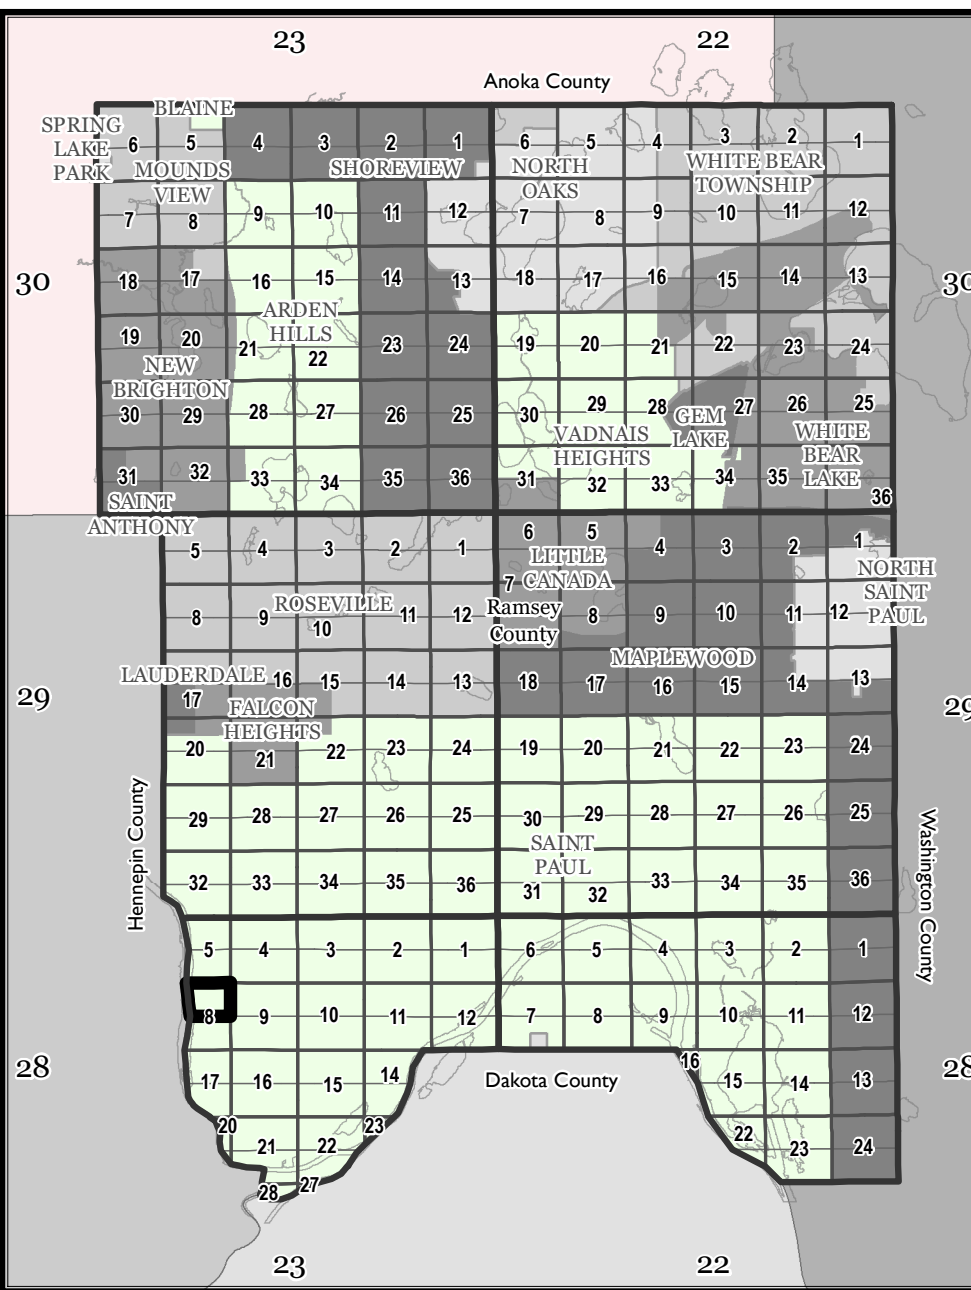 23 22
Anoka County
BLAINE
SPRING
LAKE
PARK
6 5 4 3 2 1 6 5 4 3 2 1
MOUNDS
VIEW
SHOREVIEW
NORTH
OAKS
WHITE BEAR
TOWNSHIP
7 8 9 10 11 12 7 8 9 10 11 12
30 18 17 16 15 14 13 18 17 16 15 14 13 30
ARDEN
HILLS
19 20 21 22 23 24 19 20 21 22 23 24
NEW
BRIGHTON
30 29 28 27 26 25 30 29 28 27 26 25
GEM
LAKE
VADNAIS
HEIGHTS
WHITE
BEAR
LAKE
31 32 33 34 35 36 31 32 33 34 35 36
SAINT
ANTHONY
5 4 3 2 1 6 5 4 3 2 1
LITTLE
CANADA
NORTH
SAINT
PAUL
8 9 10 11 12 7 8 9 10 11 12
ROSEVILLE
Ramsey
County
MAPLEWOOD
LAUDERDALE
29 17 16 15 14 13 18 17 16 15 14 13 29
FALCON
HEIGHTS
20 21 22 23 24 19 20 21 22 23 24
Hennepin County
29 28 27 26 25 30 29 28 27 26 25
SAINT
PAUL
Washington County
32 33 34 35 36 31 32 33 34 35 36
5 4 3 2 1 6 5 4 3 2 1
8 9 10 11 12 7 8 9 10 11 12
28 17 16 15 14 16 15 14 13 28
Dakota County
20 21 22 23 22 23 24
28 27
23 22